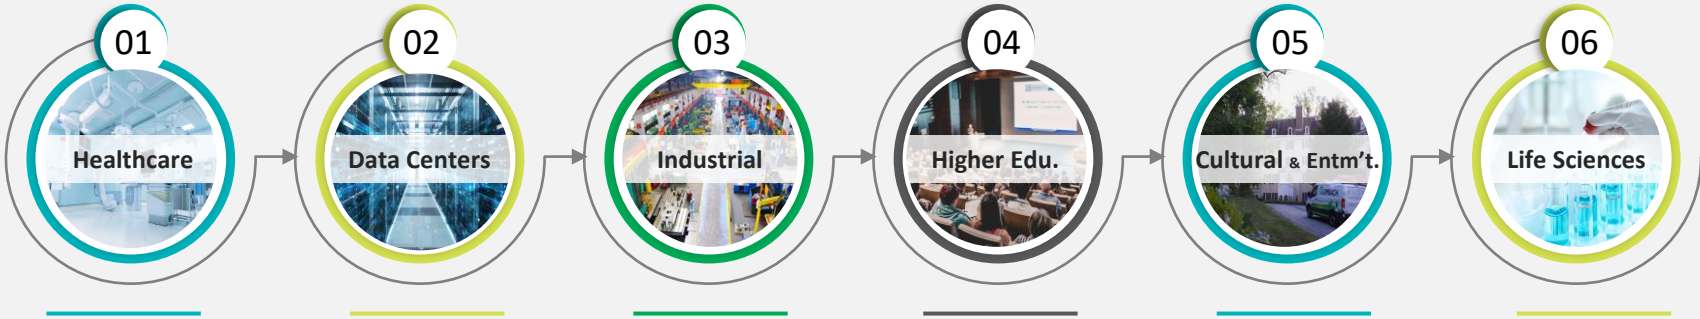 01
Healthcare
02
Data Centers
03
Industrial
04
Higher Edu.
05
Cultural & Entm't.
06
Life Sciences